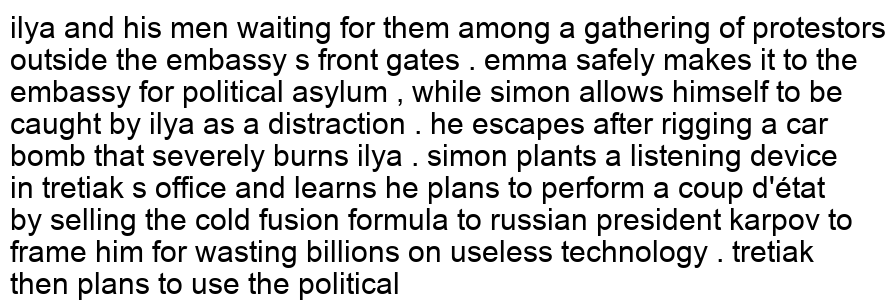 ilya and his men waiting for them among a gathering of protestors
outside the embassy s front gates . emma safely makes it to the
embassy for political asylum , while simon allows himself to be
caught by ilya as a distraction . he escapes after rigging a car
bomb that severely burns ilya . simon plants a listening device
in tretiak s office and learns he plans to perform a coup d'état
by selling the cold fusion formula to russian president karpov to
frame him for wasting billions on useless technology . tretiak
then plans to use the political